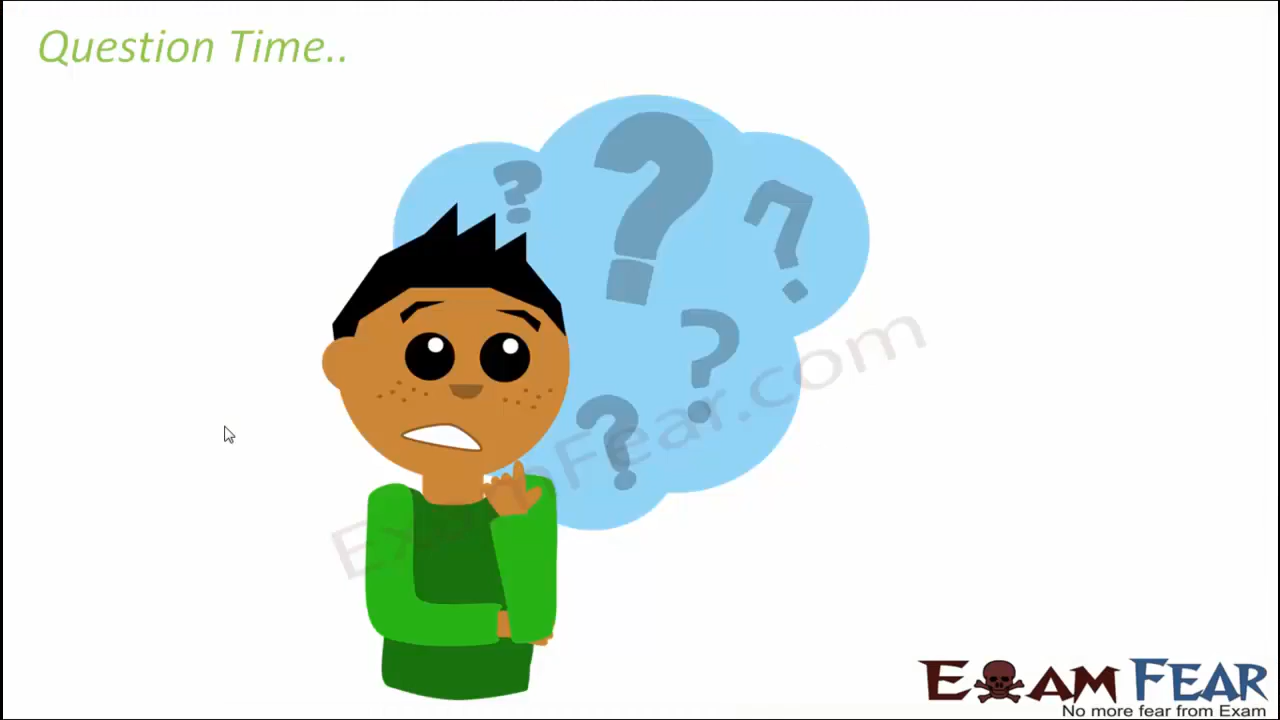 Question Time..
? ? ?
?
?
ExamFear.com
EXAM FEAR
No more fear from Exam